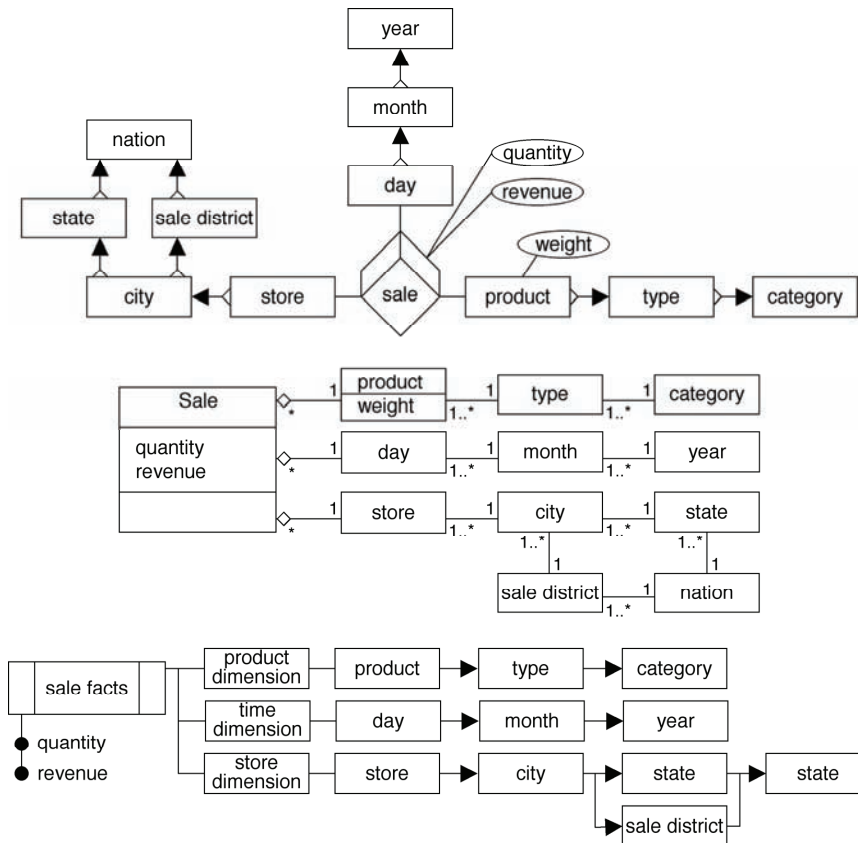 year
month
nation
quantity
day
revenue
state
sale district
weight
city
store
sale
product
type
category
Sale
*
1
product
weight
1..*
1
type
1..*
1
category
quantity
revenue
*
1
day
1..*
1
month
1..*
1
year
*
1
store
1..*
1
city
1..*
1
state
1..*
1
1..*
1
sale district
1..*
1
nation
sale facts
quantity
revenue
product
dimension
product
type
category
time
dimension
day
month
year
store
dimension
store
city
state
state
sale district